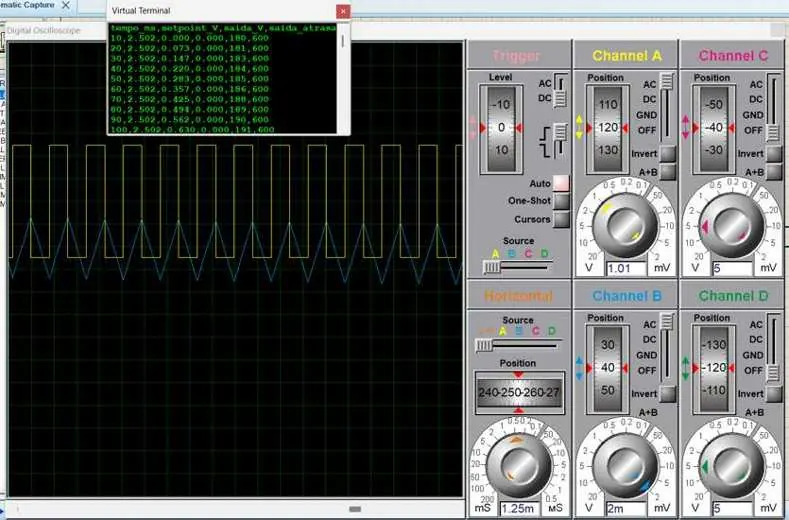 matic Capture X
Virtual Terminal
Digital Oscilloscope
tempo_ms,setpoint_V,saida_V,saida_atrasa
10,2.502,0.000,0.000,180,600
20,2.502,0.073,0.000,181,600
30,2.502,0.147,0.000,183,600
40,2.502,0.220,0.000,184,600
50,2.502,0.283,0.000,185,600
60,2.502,0.357,0.000,186,600
70,2.502,0.425,0.000,188,600
80,2.502,0.494,0.000,189,600
90,2.502,0.562,0.000,190,600
100,2.502,0.630,0.000,191,600
Trigger
Level
AC
DC
-10
0
10
Auto
One-Shot
Cursors
Source
A B C D
Channel A
Position
AC
DC
GND
OFF
110
120
130
Invert
A+B
V 1.01 mV
Channel C
Position
AC
DC
GND
OFF
-50
-40
-30
Invert
A+B
V 5 mV
Horizontal
Source
A B C D
Position
240-250-260-27
mS 1.25m µS
Channel B
Position
AC
DC
GND
OFF
30
40
50
Invert
A+B
V 2m mV
Channel D
Position
AC
DC
GND
OFF
-130
-120
-110
Invert
A+B
V 5 mV